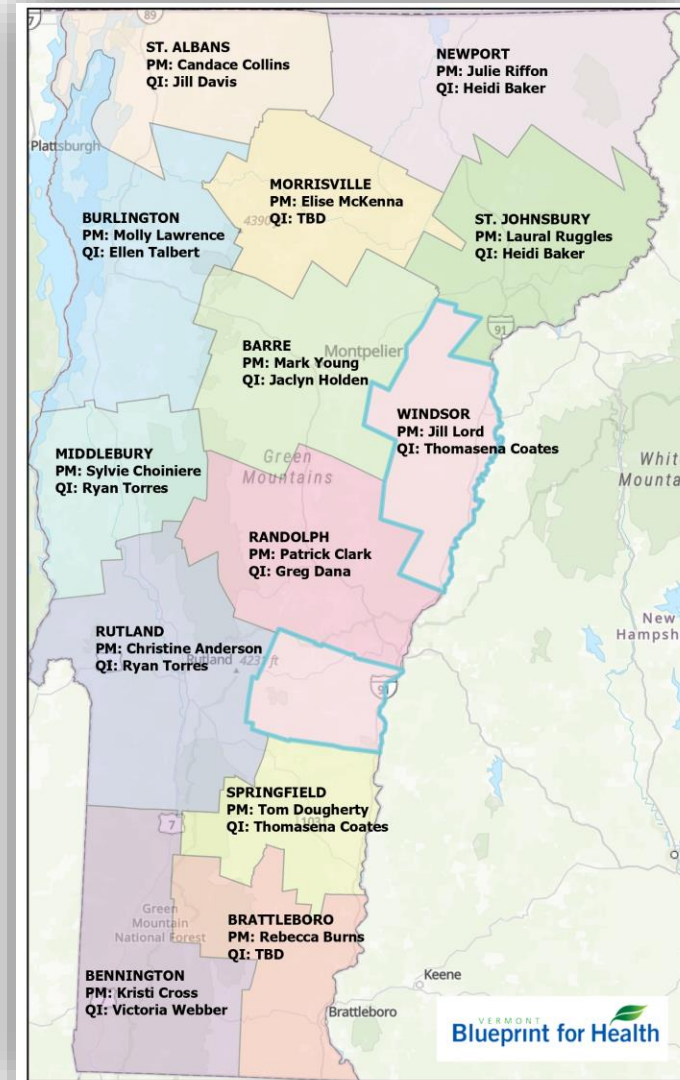 89
ST. ALBANS
PM: Candace Collins
QI: Jill Davis
NEWPORT
PM: Julie Riffon
QI: Heidi Baker
Plattsburgh
MORRISVILLE
PM: Elise McKenna
QI: TBD
BURLINGTON
PM: Molly Lawrence
QI: Ellen Talbert
ST. JOHNSBURY
PM: Laural Ruggles
QI: Heidi Baker
91
BARRE
PM: Mark Young
QI: Jaclyn Holden
Montpelier
WINDSOR
PM: Jill Lord
QI: Thomasena Coates
MIDDLEBURY
PM: Sylvie Choiniere
QI: Ryan Torres
Green
Mountains
Whit
Mounta
RANDOLPH
PM: Patrick Clark
QI: Greg Dana
RUTLAND
PM: Christine Anderson
QI: Ryan Torres
Rutland 4231 ft
New
Hampsh
SPRINGFIELD
PM: Tom Dougherty
QI: Thomasena Coates
103
7
Green
Mountain
National Forest
BRATTLEBORO
PM: Rebecca Burns
QI: TBD
BENNINGTON
PM: Kristi Cross
QI: Victoria Webber
Keene
Brattleboro
VERMONT
Blueprint for Health